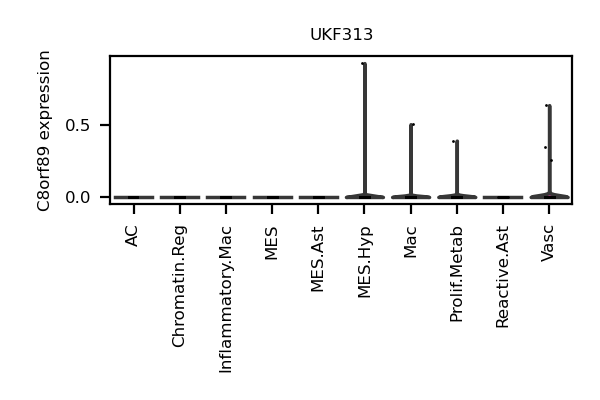 UKF313
C8orf89 expression
0.5
0.0
AC
Chromatin.Reg
Inflammatory.Mac
MES
MES.Ast
MES.Hyp
Mac
Prolif.Metab
Reactive.Ast
Vasc